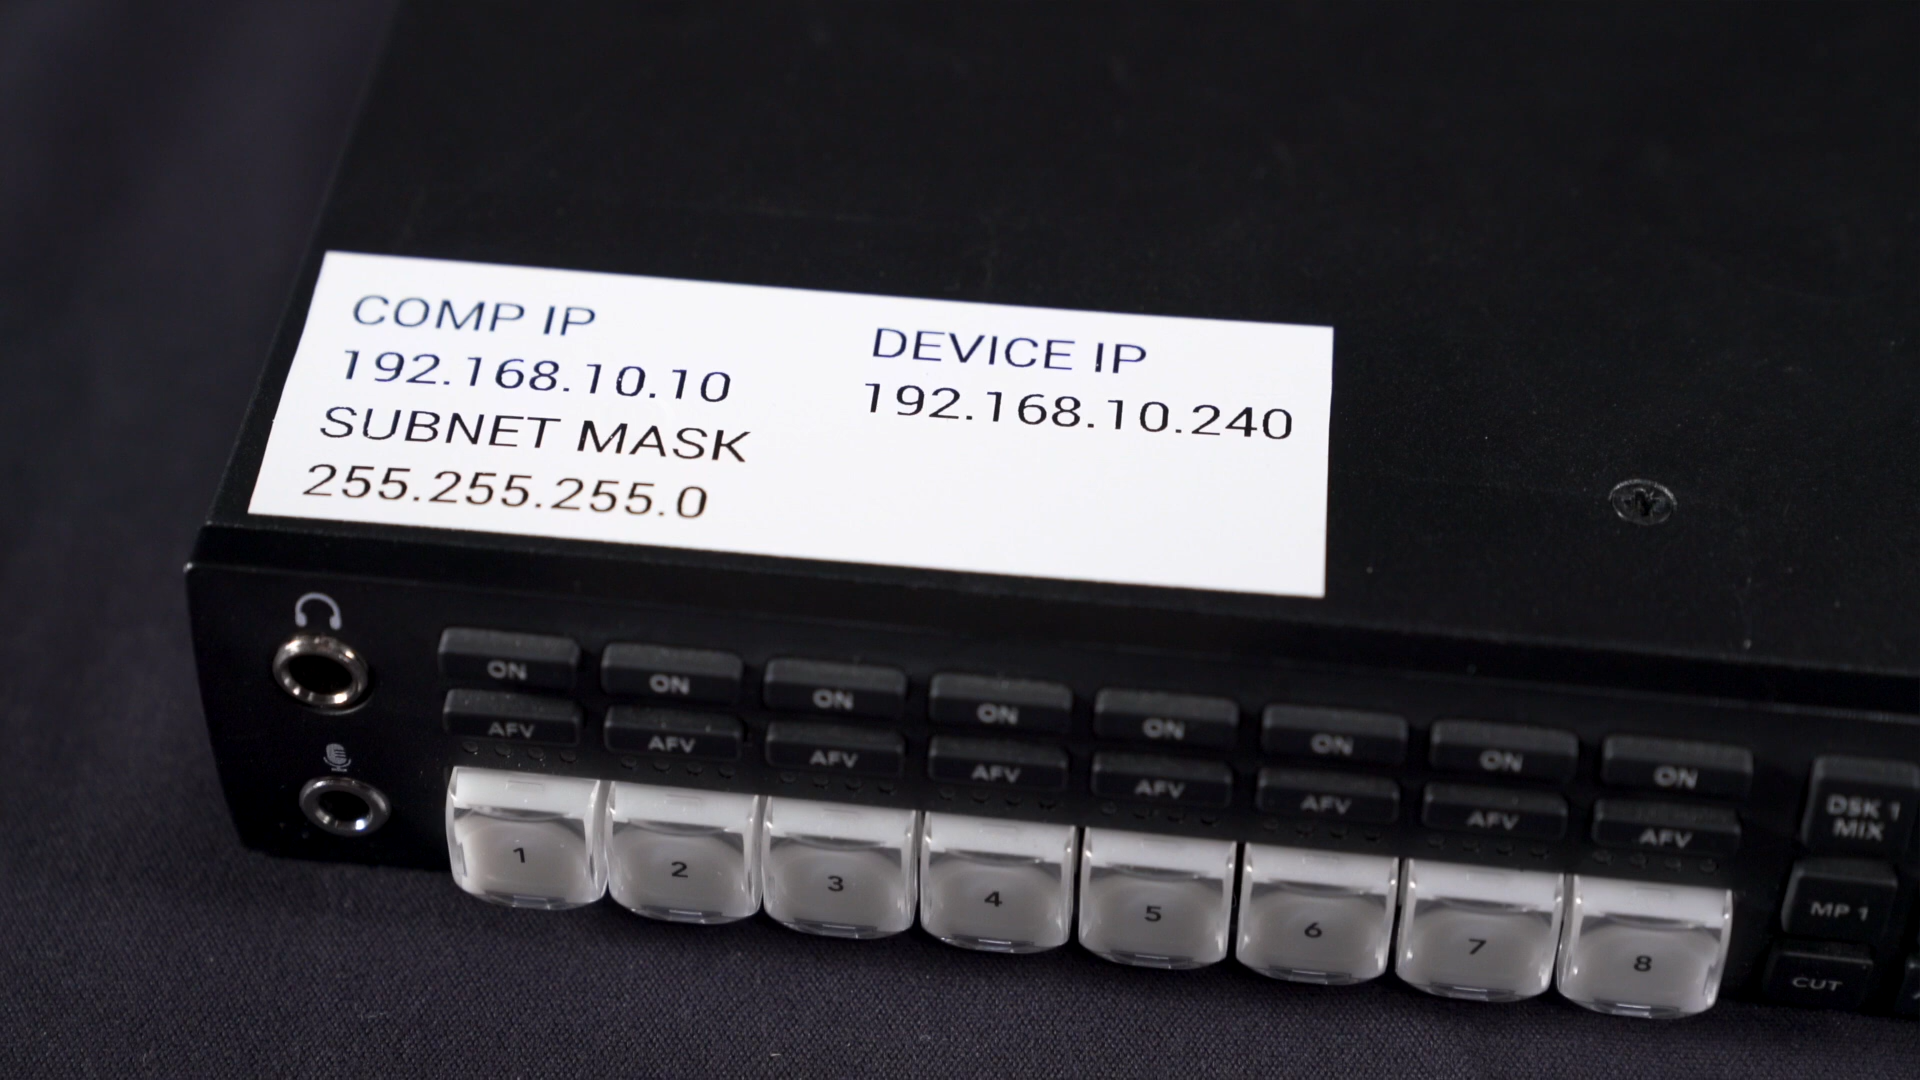 COMP IP
192.168.10.10
SUBNET MASK
255.255.255.0
DEVICE IP
192.168.10.240
ON ON ON ON ON ON ON ON
AFV AFV AFV AFV AFV AFV AFV AFV
1 2 3 4 5 6 7 8
DSK 1
MIX
MP 1
CUT